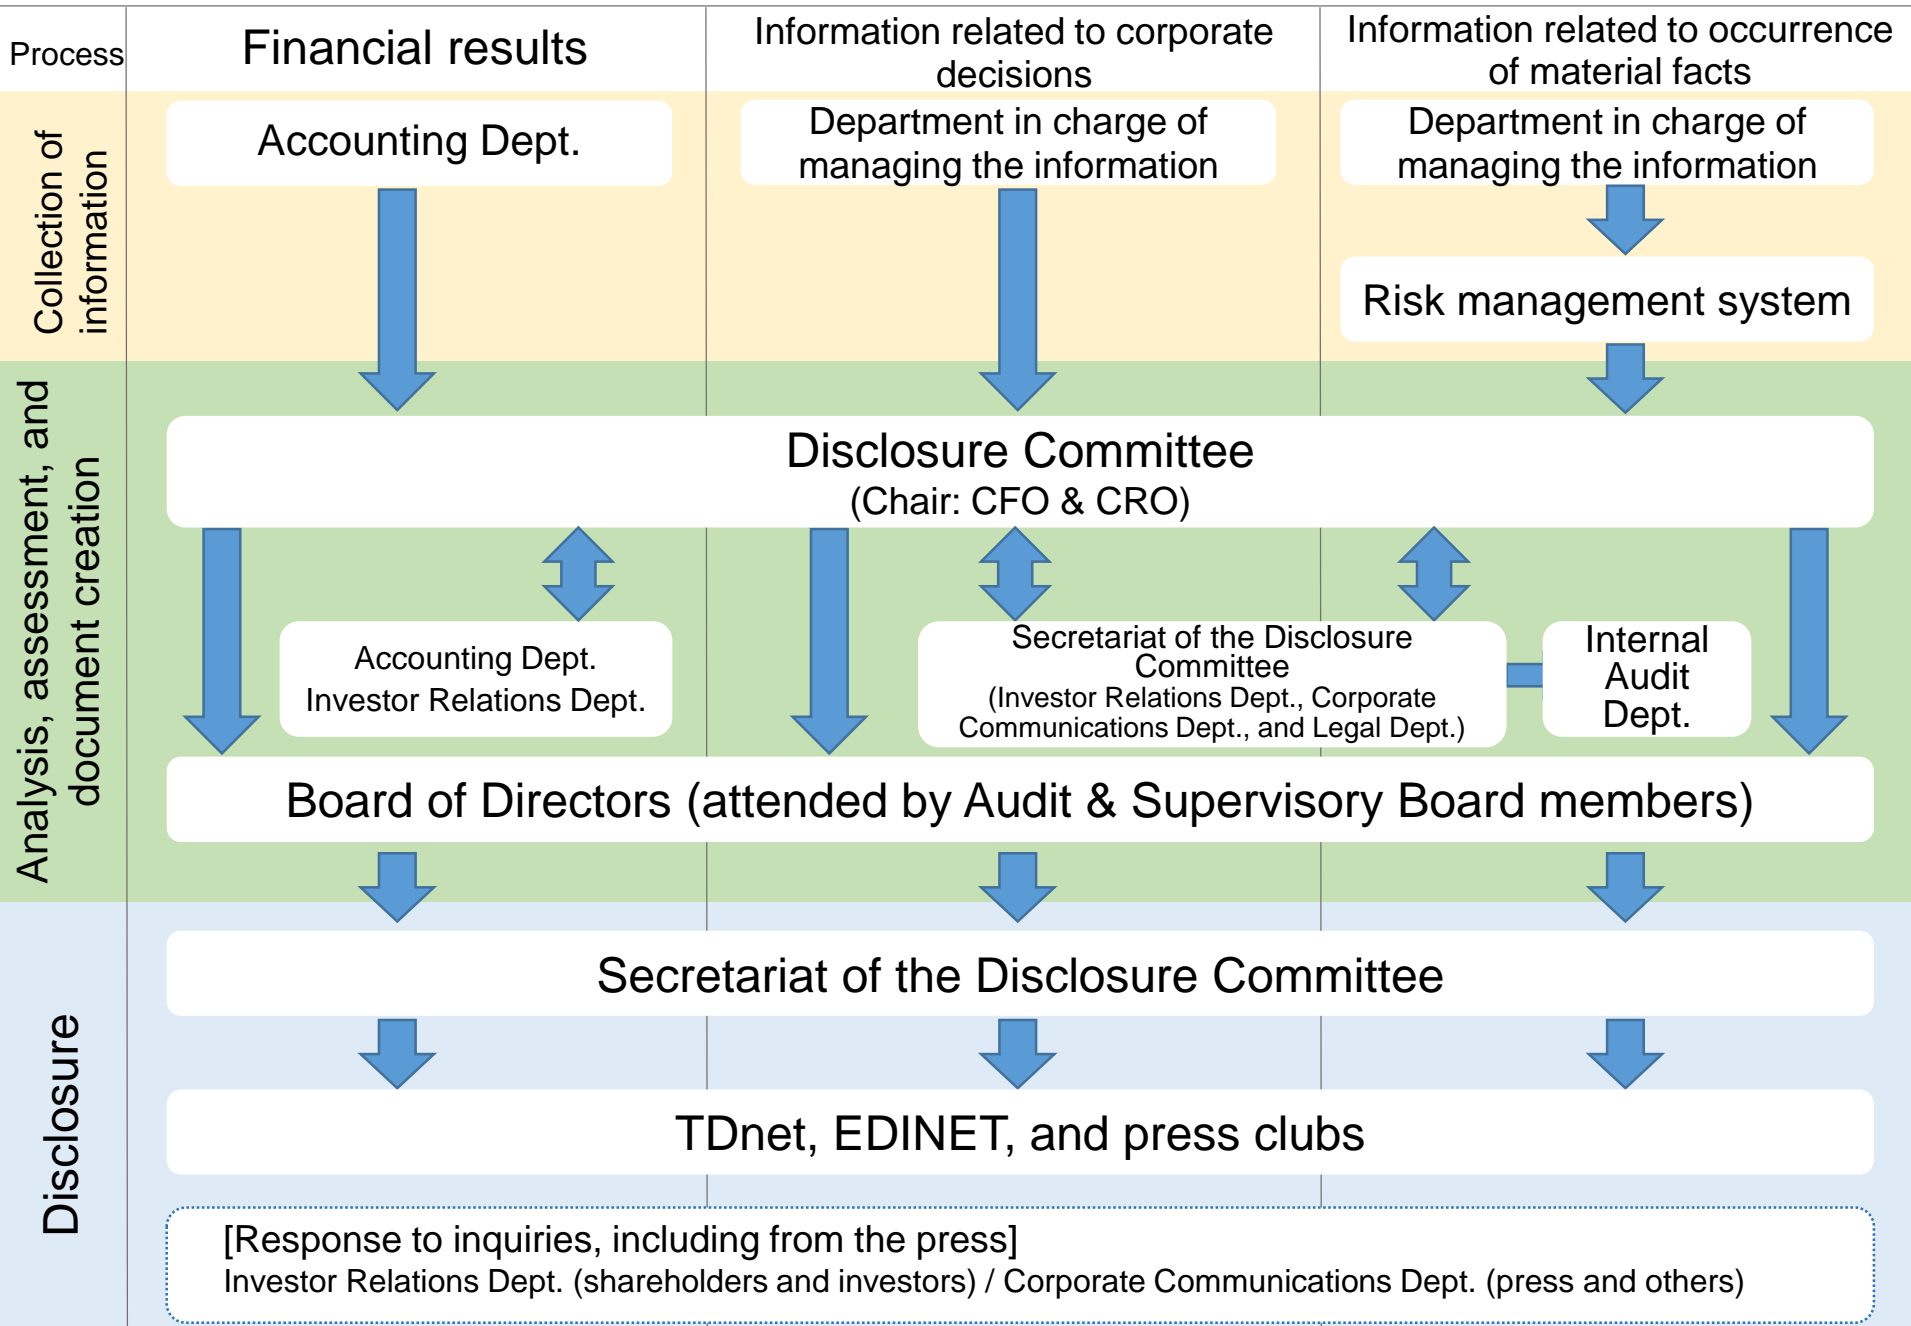 Process
Financial results
Information related to corporate
decisions
Information related to occurrence
of material facts
Collection of
information
Accounting Dept.
Department in charge of
managing the information
Department in charge of
managing the information
Risk management system
Analysis, assessment, and
document creation
Disclosure Committee
(Chair: CFO & CRO)
Accounting Dept.
Investor Relations Dept.
Secretariat of the Disclosure
Committee
(Investor Relations Dept., Corporate
Communications Dept., and Legal Dept.)
Internal
Audit
Dept.
Board of Directors (attended by Audit & Supervisory Board members)
Disclosure
Secretariat of the Disclosure Committee
TDnet, EDINET, and press clubs
[Response to inquiries, including from the press]
Investor Relations Dept. (shareholders and investors) / Corporate Communications Dept. (press and others)